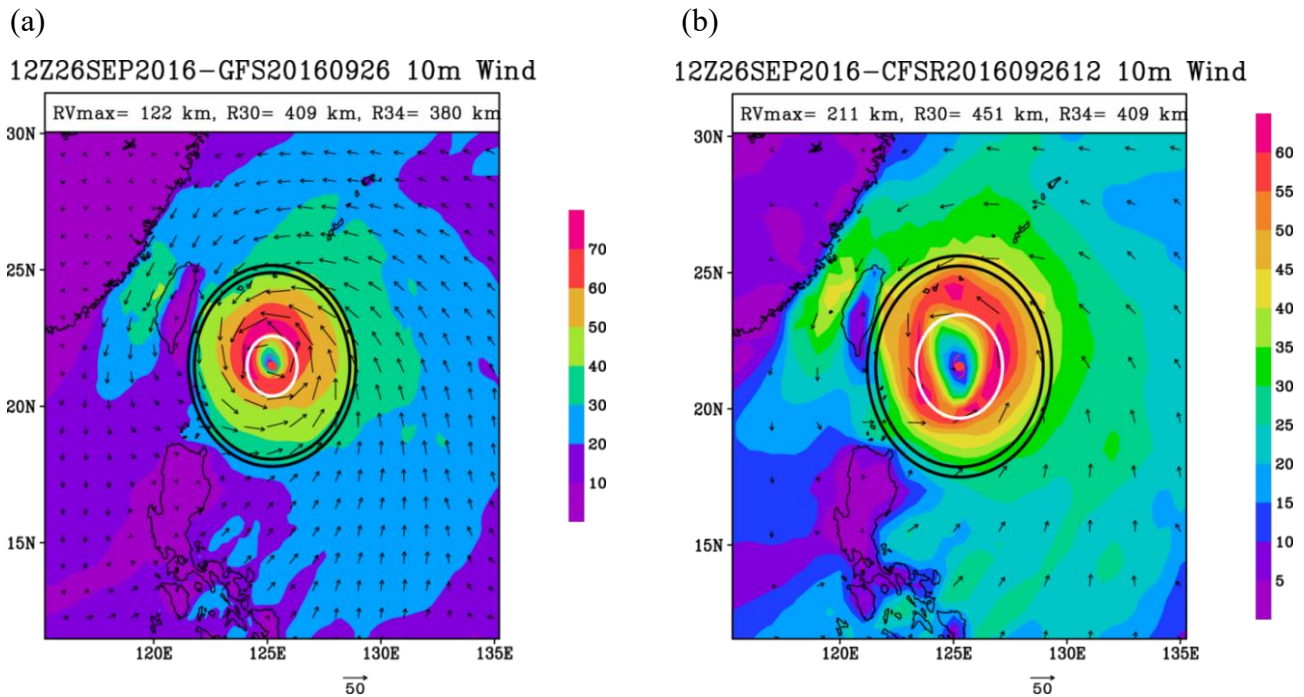 (a)
12Z26SEP2016-GFS20160926 10m Wind
RVmax= 122 km, R30= 409 km, R34= 380 km
30N
25N
20N
15N
120E 125E 130E 135E
50
70
60
50
40
30
20
10
(b)
12Z26SEP2016-CFSR2016092612 10m Wind
RVmax= 211 km, R30= 451 km, R34= 409 km
30N
25N
20N
15N
120E 125E 130E 135E
50
60
55
50
45
40
35
30
25
20
15
10
5